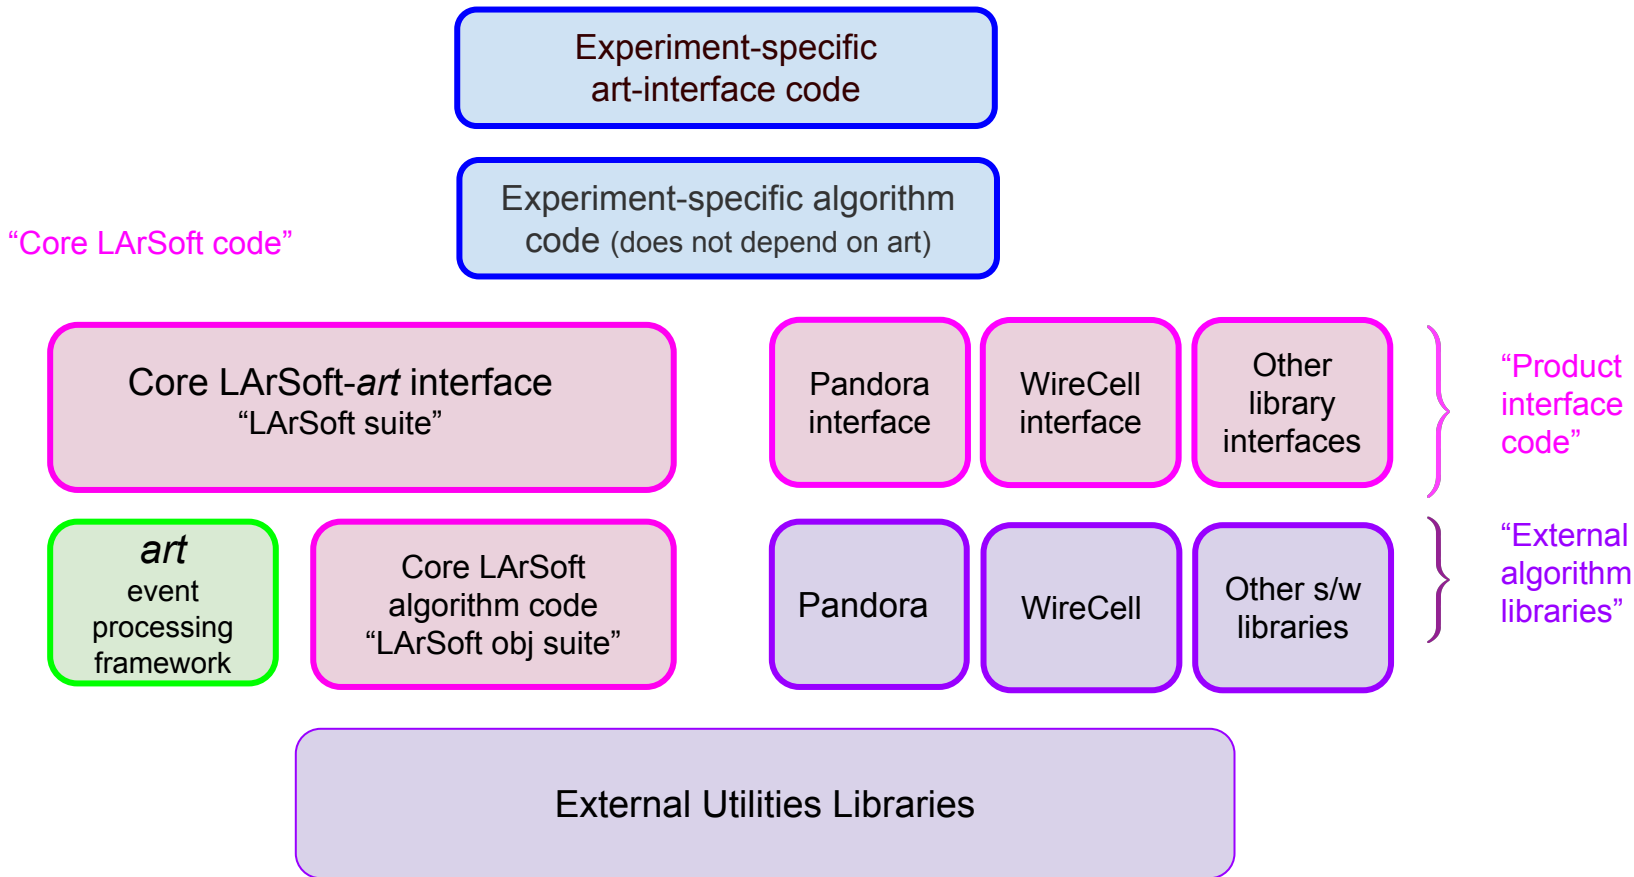 Experiment-specific
art-interface code
Experiment-specific algorithm
code (does not depend on art)
“Core LArSoft code”
Core LArSoft-art interface
“LArSoft suite”
Pandora
interface
WireCell
interface
Other
library
interfaces
“Product
interface
code”
art
event
processing
framework
Core LArSoft
algorithm code
“LArSoft obj suite”
Pandora
WireCell
Other s/w
libraries
“External
algorithm
libraries”
External Utilities Libraries